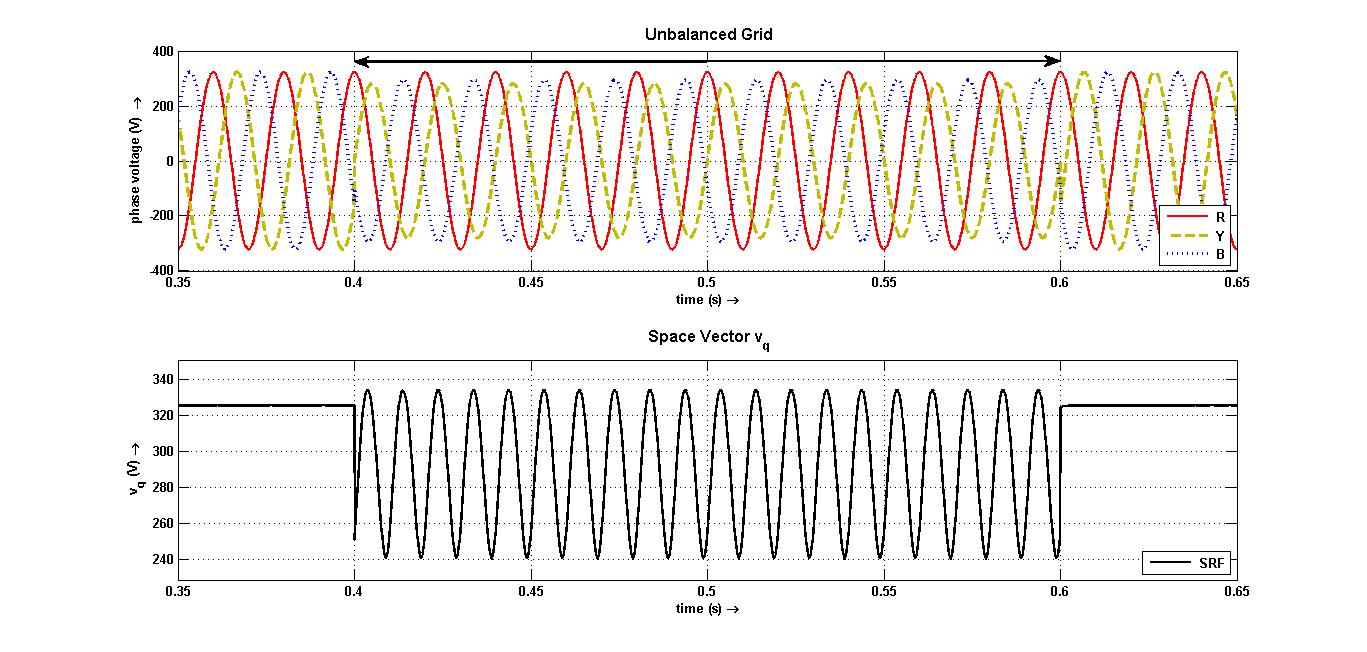 Unbalanced Grid
phase voltage (V) →
400
200
0
-200
-400
R
Y
B
0.35 0.4 0.45 0.5 0.55 0.6 0.65
time (s) →
Space Vector vq
vq (V) →
340
320
300
280
260
240
SRF
0.35 0.4 0.45 0.5 0.55 0.6 0.65
time (s) →